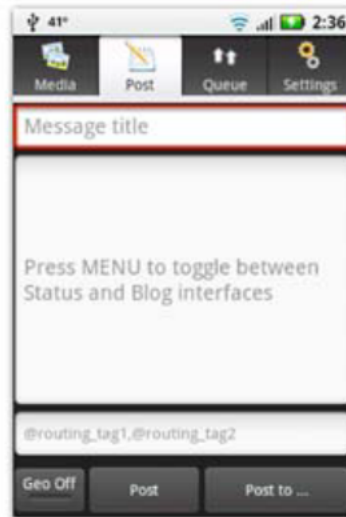 41° 2:36
Media Post Queue Settings
Message title
Press MENU to toggle between
Status and Blog interfaces
@routing_tag1,@routing_tag2
Geo Off Post Post to ...